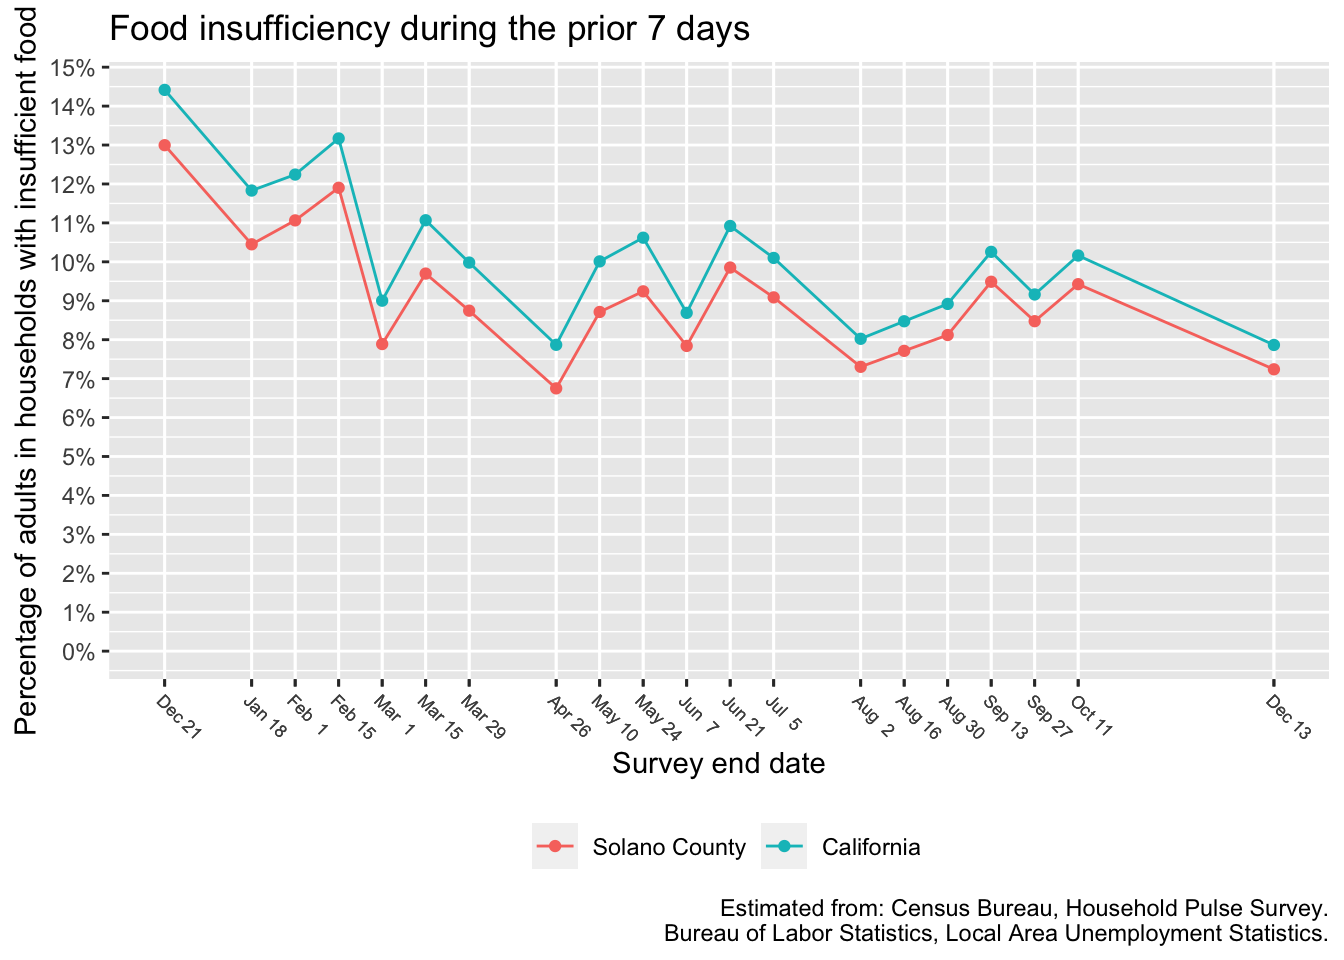 Food insufficiency during the prior 7 days
Percentage of adults in households with insufficient food
15%
14%
13%
12%
11%
10%
9%
8%
7%
6%
5%
4%
3%
2%
1%
0%
Dec 21
Jan 18
Feb 1
Feb 15
Mar 1
Mar 15
Mar 29
Apr 26
May 10
May 24
Jun 7
Jun 21
Jul 5
Aug 2
Aug 16
Aug 30
Sep 13
Sep 27
Oct 11
Dec 13
Survey end date
Solano County
California
Estimated from: Census Bureau, Household Pulse Survey.
Bureau of Labor Statistics, Local Area Unemployment Statistics.